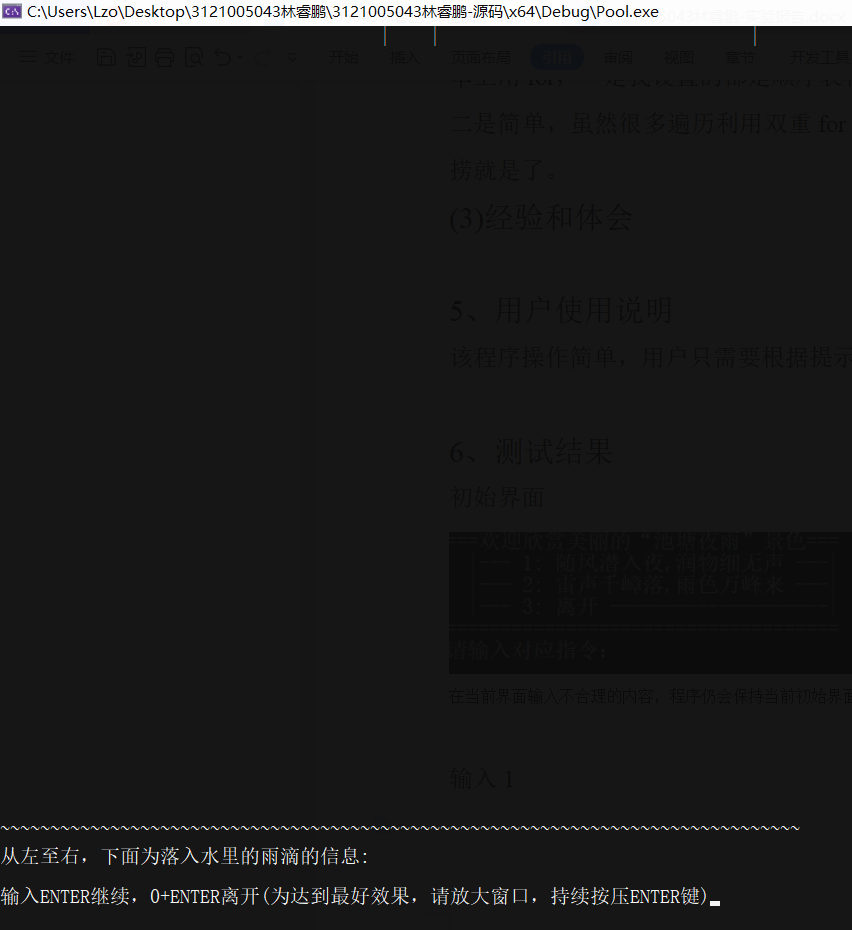 C:\Users\Lzo\Desktop\3121005043林睿鹏\3121005043林睿鹏-源码\x64\Debug\Pool.exe
文件 开始 插入 页面布局 引用 审阅 视图 章节 开发工具
二是简单，虽然很多遍历利用双重 for
捞就是了。
(3)经验和体会
5、用户使用说明
该程序操作简单，用户只需要根据提示
6、测试结果
初始界面
===欢迎欣赏美丽的“池塘夜雨”景色===
|—— 1：随风潜入夜,润物细无声 ——|
|—— 2：雷声千嶂落,雨色万峰来 ——|
|—— 3：离开 ——————————|
请输入对应指令：
在当前界面输入不合理的内容，程序仍会保持当前初始界面
输入 1
~~~~~~~~~~~~~~~~~~~~~~~~~~~~~~~~~~~~~~~~~~~~~~~~~~~~~~~~~~~~~~~~~~~~~~~~~~~~~~~~
从左至右，下面为落入水里的雨滴的信息:
输入ENTER继续，0+ENTER离开(为达到最好效果，请放大窗口，持续按压ENTER键)